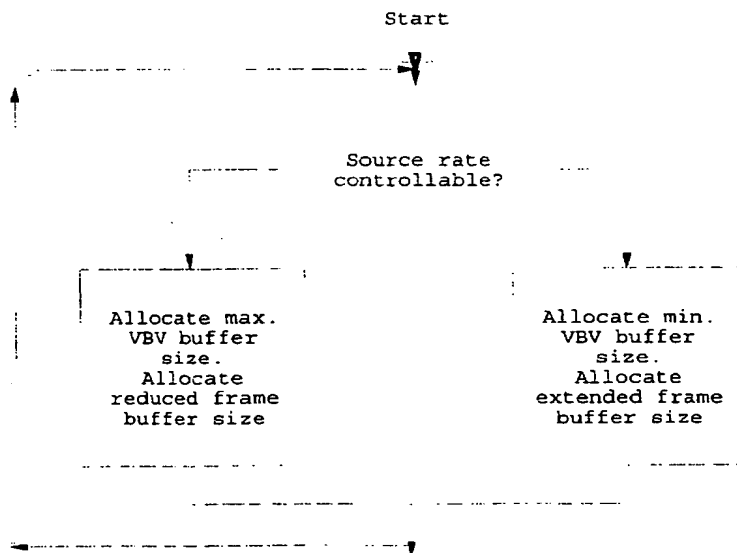 Start
Source rate
controllable?
Allocate max.
VBV buffer
size.
Allocate
reduced frame
buffer size
Allocate min.
VBV buffer
size.
Allocate
extended frame
buffer size